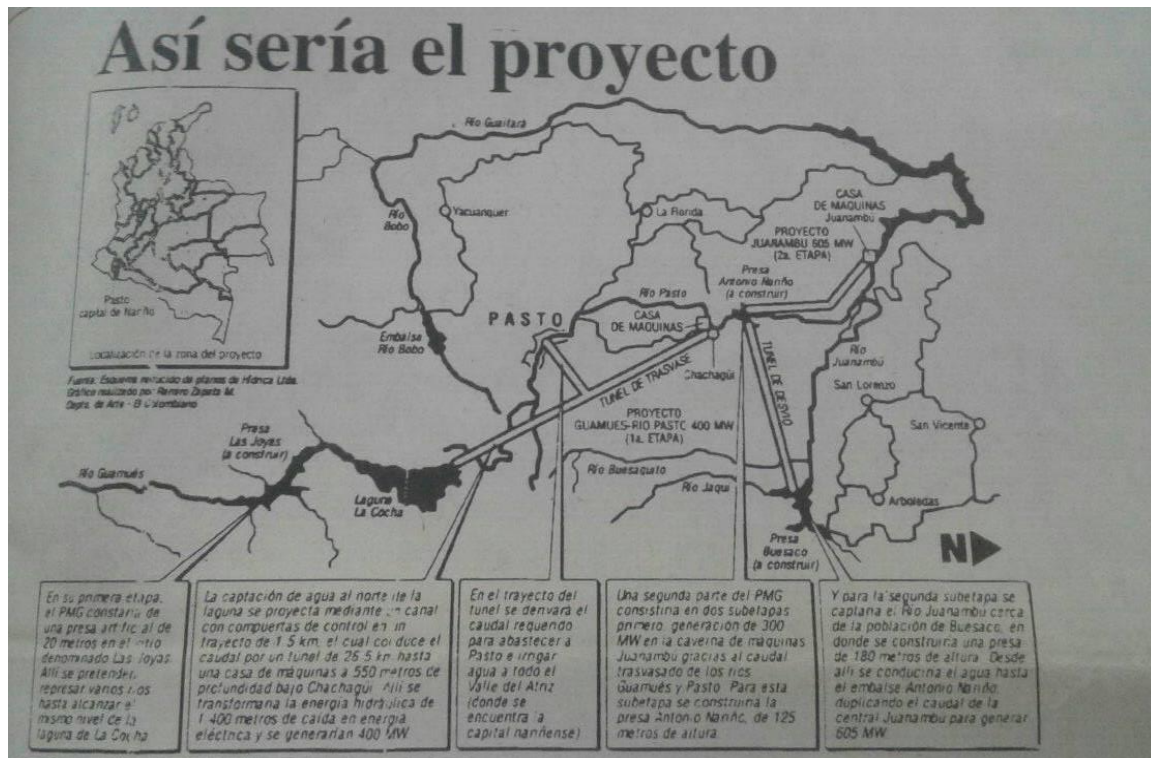 Así sería el proyecto
Pasto
capital de Nariño
Localización de la zona del proyecto
Fuente. Esquema reducido de planos de Hidrica Ltda.
Gráfico realizado por Ramiro Zapata M.
Depto. de Arte - El Colombiano
Río Guaitará
Río
Bobo
Yacuanquer
Embalse
Río Bobo
La Florida
CASA
DE MAQUINAS
Juanambú
PROYECTO
JUANAMBU 605 MW
(2a. ETAPA)
Presa
Antonio Nariño
(a construir)
Río Pasto
PASTO
CASA
DE MAQUINAS
Chachagüí
TUNEL DE TRASVASE
TUNEL DE DESVIO
Río
Juanambú
San Lorenzo
San Vicente
Arboledas
PROYECTO
GUAMUES-RIO PASTO 400 MW
(1a. ETAPA)
Río Buesaquito
Río Jaqui
Presa
Las Joyas
(a construir)
Río Guamués
Laguna
La Cocha
Presa
Buesaco
(a construir)
N
En su primera etapa,
el PMG constaría de
una presa artificial de
20 metros en el sitio
denominado Las Joyas.
Allí se pretende
represar varios ríos
hasta alcanzar el
mismo nivel de la
laguna de La Cocha
La captación de agua al norte de la
laguna se proyecta mediante un canal
con compuertas de control en un
trayecto de 1.5 km, el cual conduce el
caudal por un tunel de 26.5 km hasta
una casa de máquinas a 550 metros de
profundidad bajo Chachagüí. Allí se
transformaría la energía hidráulica de
1.400 metros de caída en energía
eléctrica y se generarían 400 MW
En el trayecto del
tunel se derivará el
caudal requerido
para abastecer a
Pasto e irrigar
agua a todo el
Valle del Atriz
(donde se
encuentra la
capital nariñense)
Una segunda parte del PMG
consistiría en dos subetapas
primero, generación de 300
MW en la caverna de máquinas
Juanambú gracias al caudal
trasvasado de los ríos
Guamués y Pasto. Para esta
subetapa se construiría la
presa Antonio Nariño, de 125
metros de altura.
Y para la segunda subetapa se
captaría el Río Juanambú cerca
de la población de Buesaco, en
donde se construiría una presa
de 180 metros de altura. Desde
allí se conduciría el agua hasta
el embalse Antonio Nariño,
duplicando el caudal de la
central Juanambú para generar
605 MW